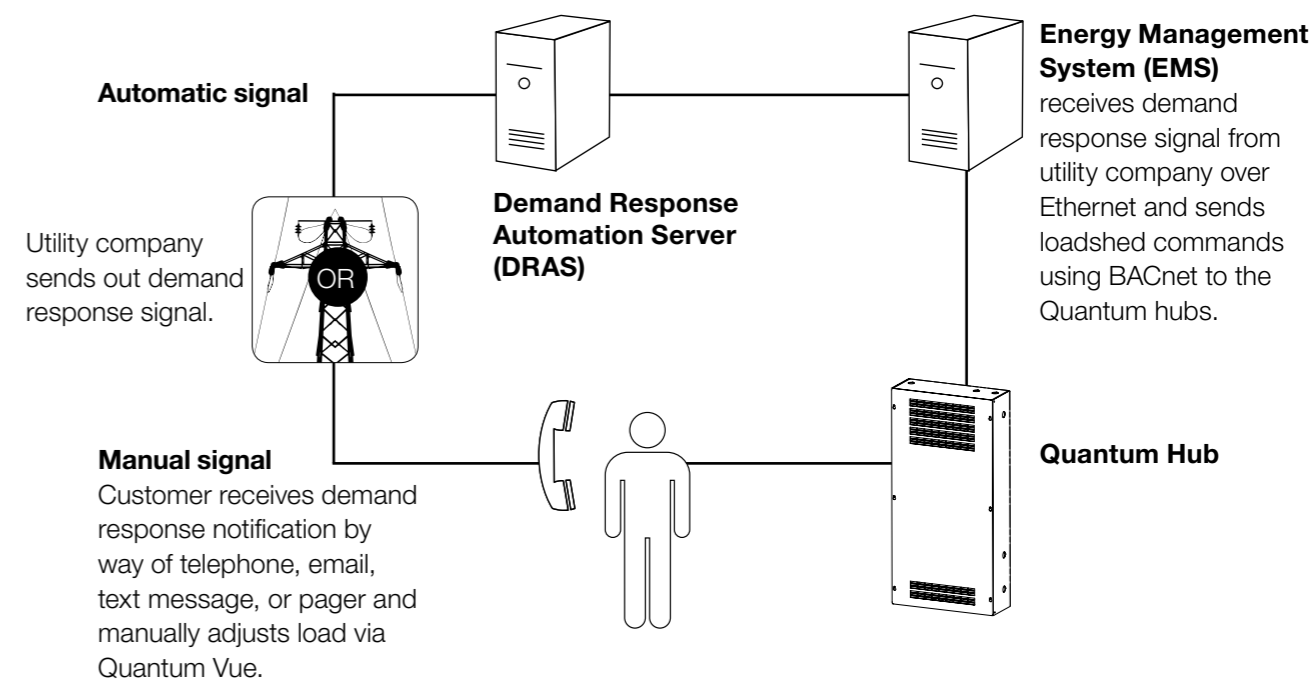 Automatic signal
Utility company
sends out demand
response signal.
OR
Demand Response
Automation Server
(DRAS)
Energy Management
System (EMS)
receives demand
response signal from
utility company over
Ethernet and sends
loadshed commands
using BACnet to the
Quantum hubs.
Manual signal
Customer receives demand
response notification by
way of telephone, email,
text message, or pager and
manually adjusts load via
Quantum Vue.
Quantum Hub